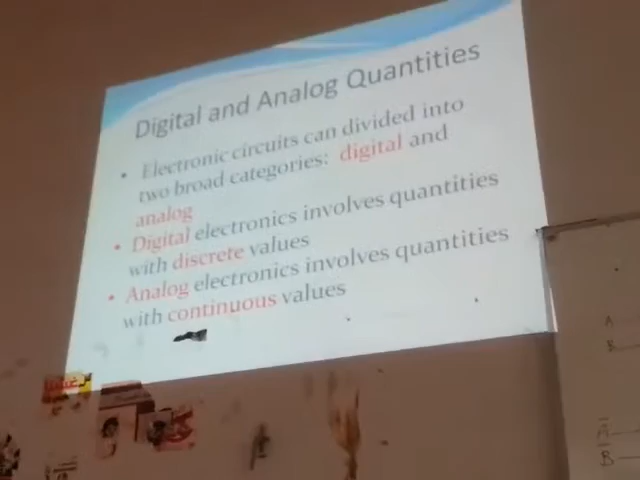 Digital and Analog Quantities
• Electronic circuits can divided into
two broad categories: digital and
analog
• Digital electronics involves quantities
with discrete values
• Analog electronics involves quantities
with continuous values
A
B
A
B